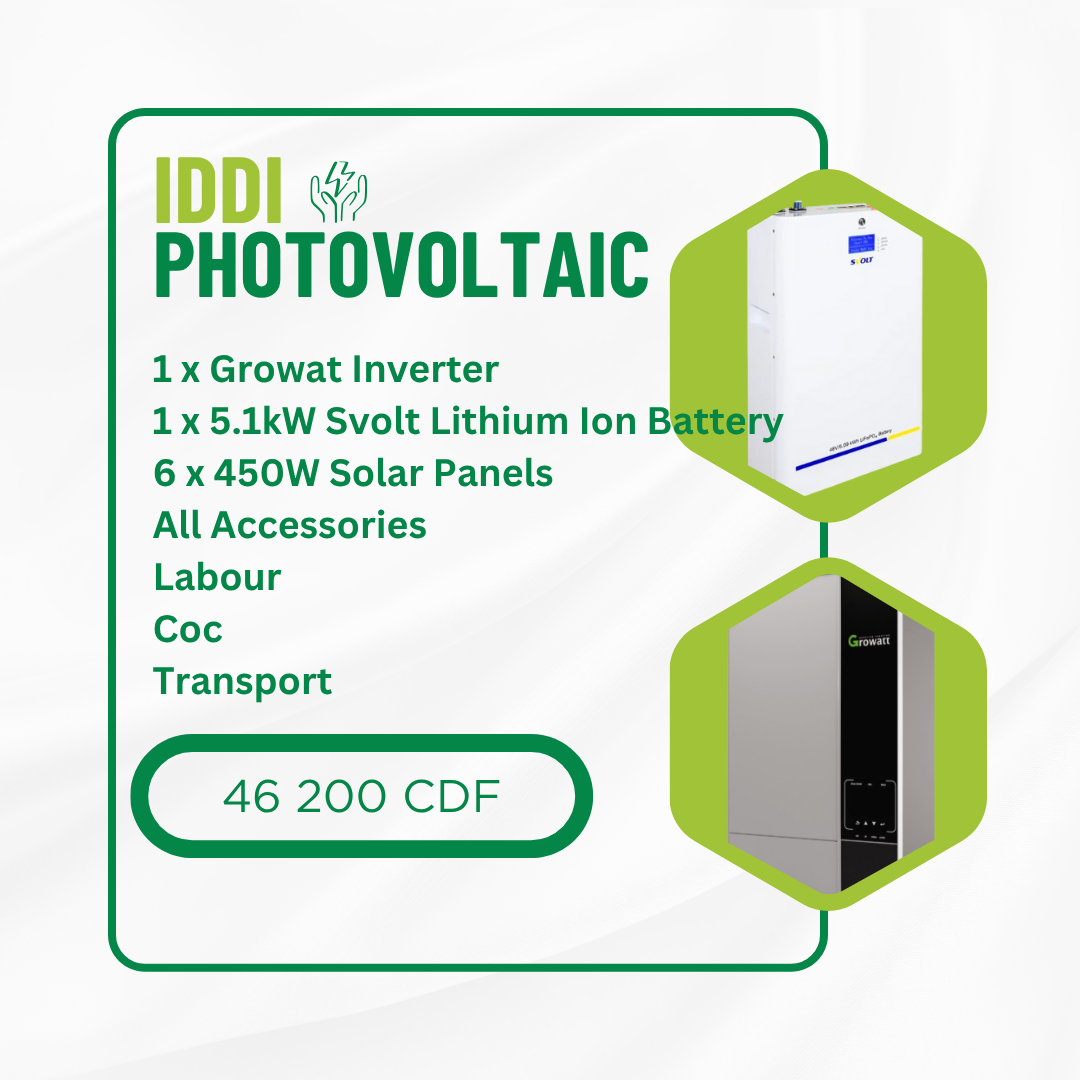 IDDI
PHOTOVOLTAIC
1 x Growat Inverter
1 x 5.1kW Svolt Lithium Ion Battery
6 x 450W Solar Panels
All Accessories
Labour
Coc
Transport
46 200 CDF
SVOLT
Growatt